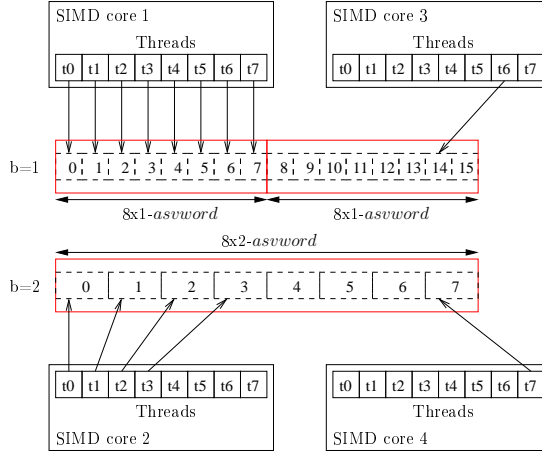 SIMD core 1 SIMD core 3
Threads Threads
t0 t1 t2 t3 t4 t5 t6 t7 t0 t1 t2 t3 t4 t5 t6 t7
b=1 0 1 2 3 4 5 6 7 8 9 10 11 12 13 14 15
8x1-asvword 8x1-asvword
8x2-asvword
b=2 0 1 2 3 4 5 6 7
t0 t1 t2 t3 t4 t5 t6 t7 t0 t1 t2 t3 t4 t5 t6 t7
Threads Threads
SIMD core 2 SIMD core 4